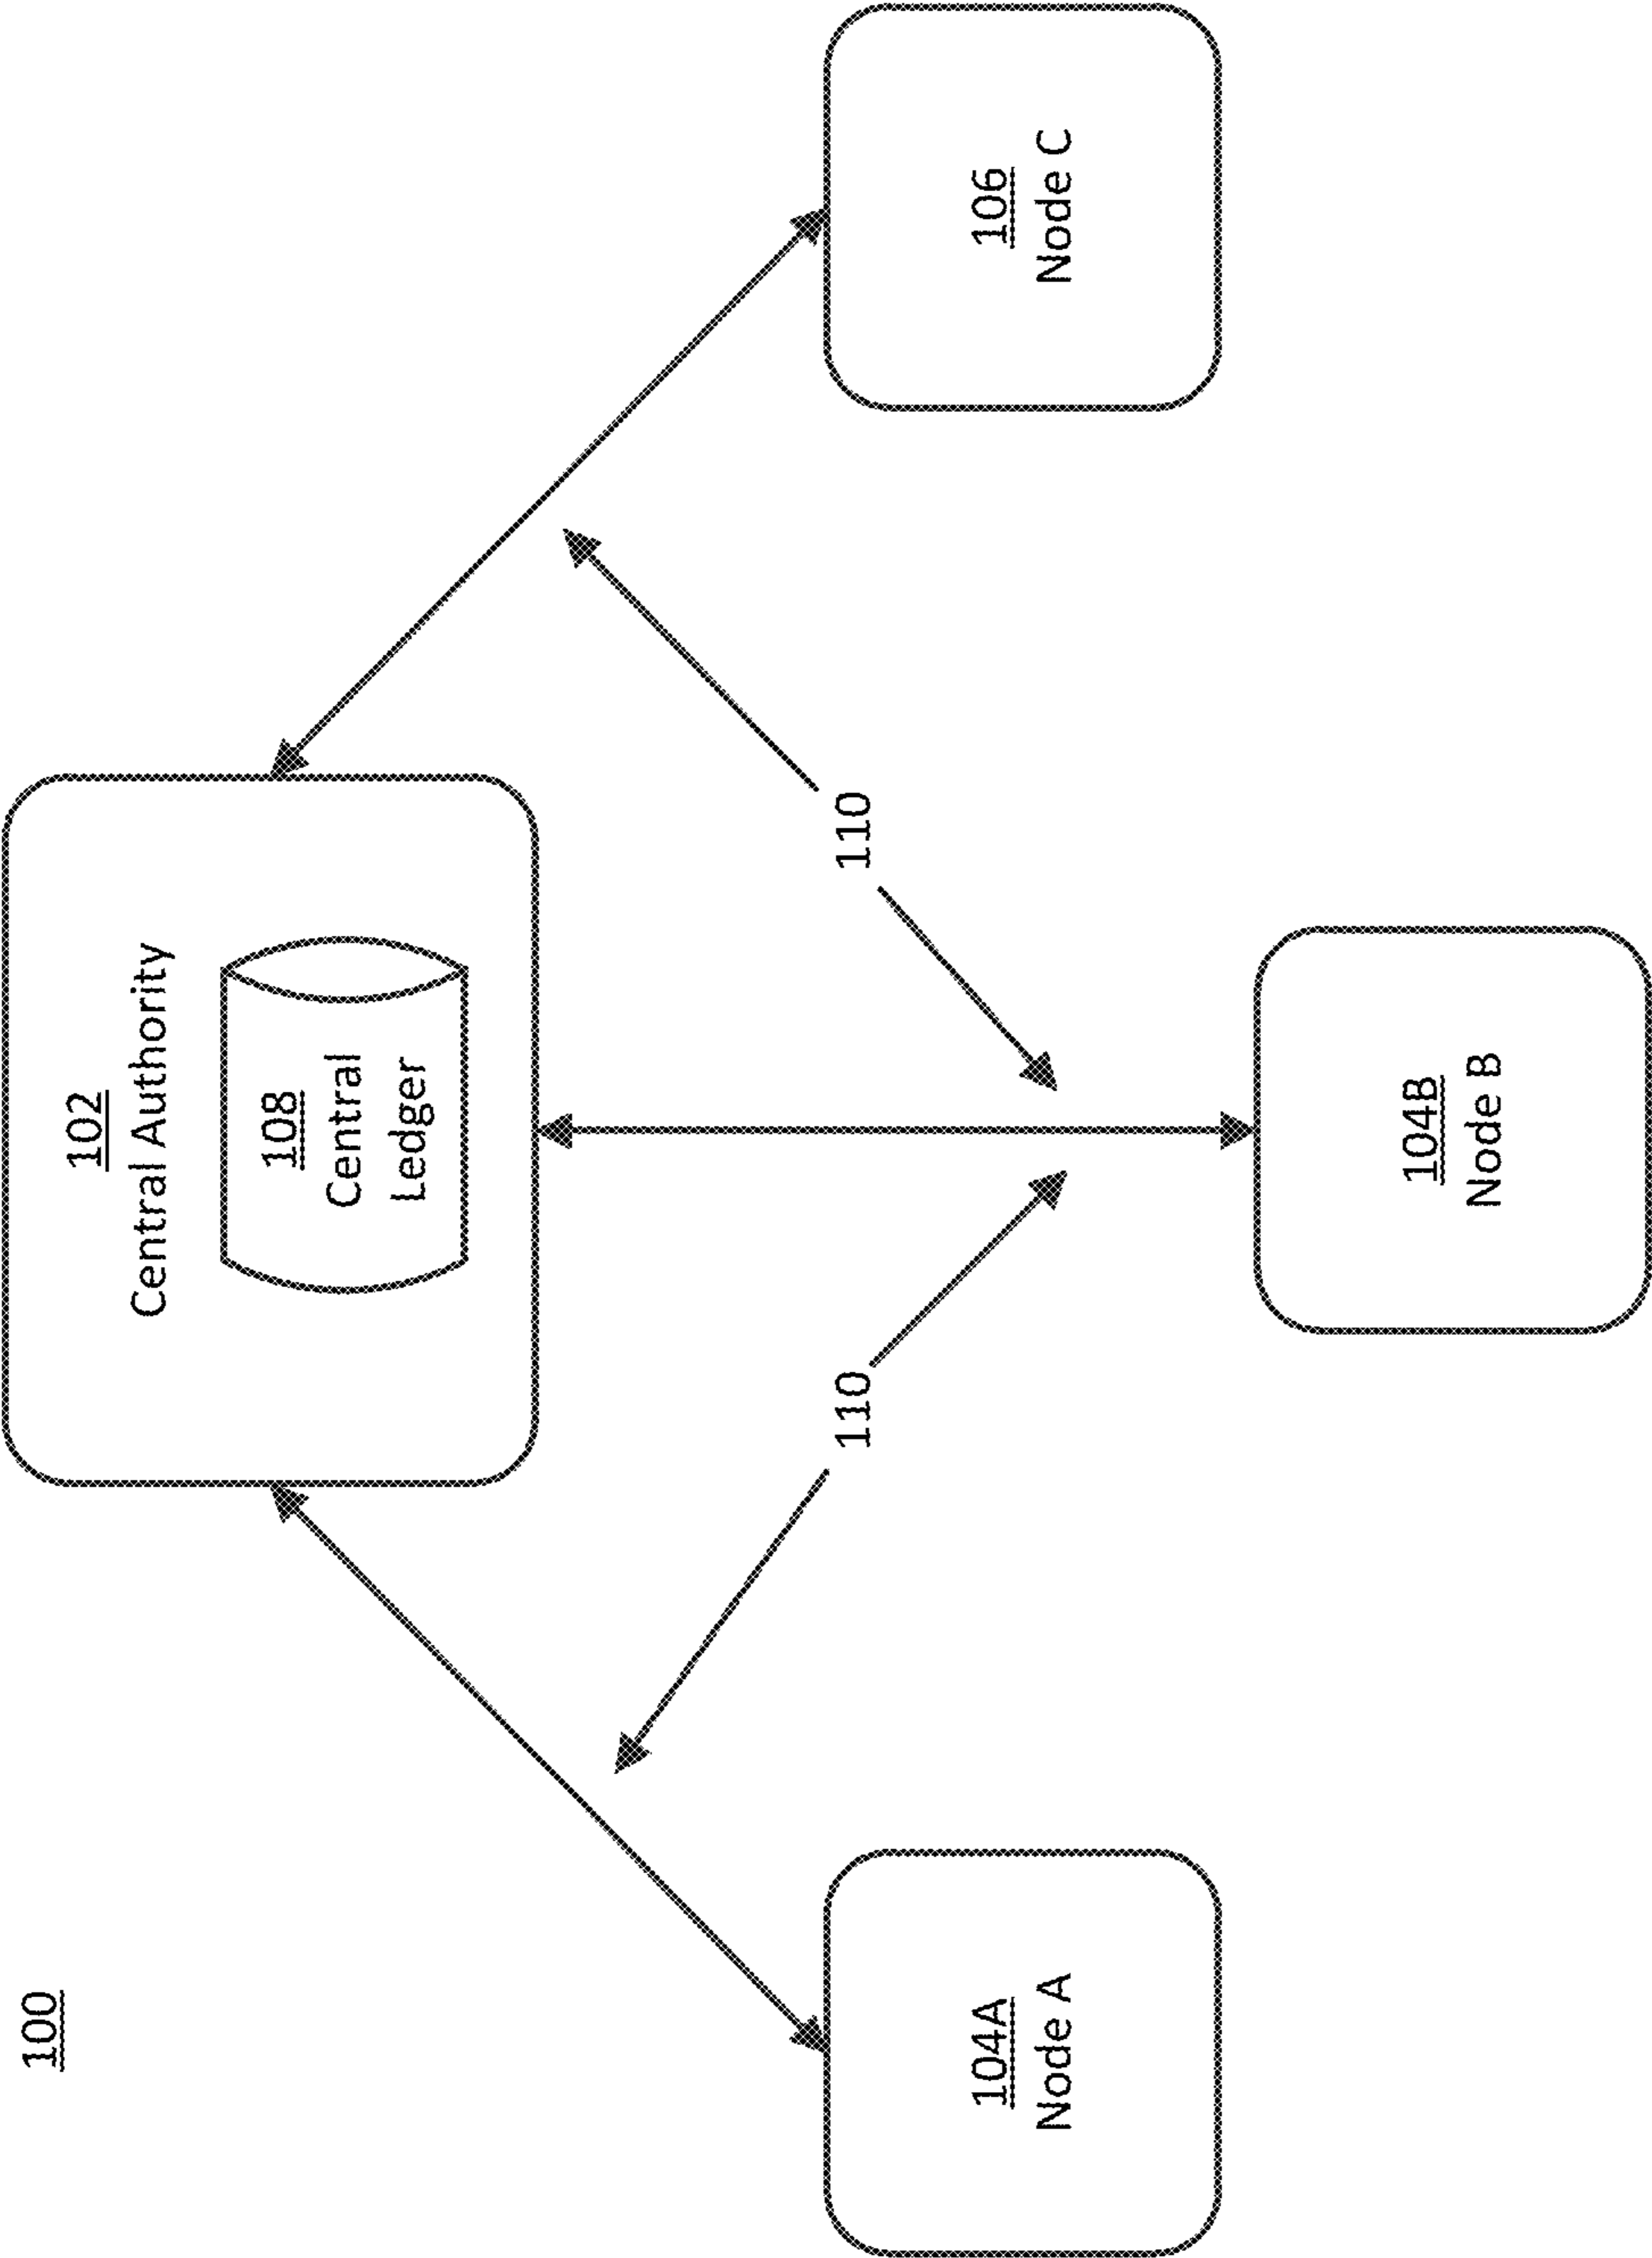 100
102
Central Authority
108
Central
Ledger
110
110
104A
Node A
104B
Node B
106
Node C